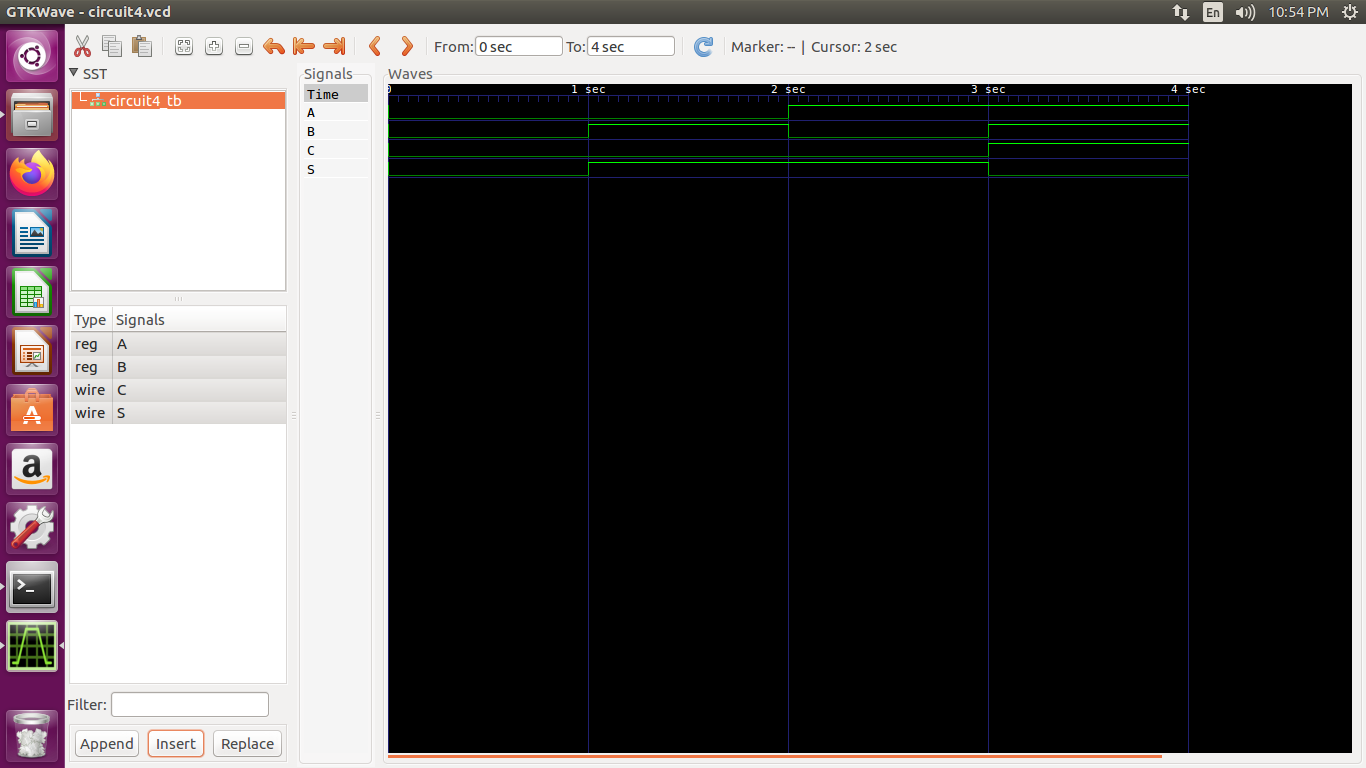 GTKWave - circuit4.vcd
En
10:54 PM
From: 0 sec To: 4 sec Marker: -- | Cursor: 2 sec
SST
circuit4_tb
Type Signals
reg A
reg B
wire C
wire S
Filter:
Append Insert Replace
Signals
Time
A
B
C
S
Waves
0 1 sec 2 sec 3 sec 4 sec